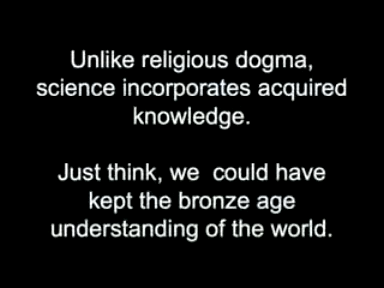 Unlike religious dogma,
science incorporates acquired
knowledge.
Just think, we could have
kept the bronze age
understanding of the world.